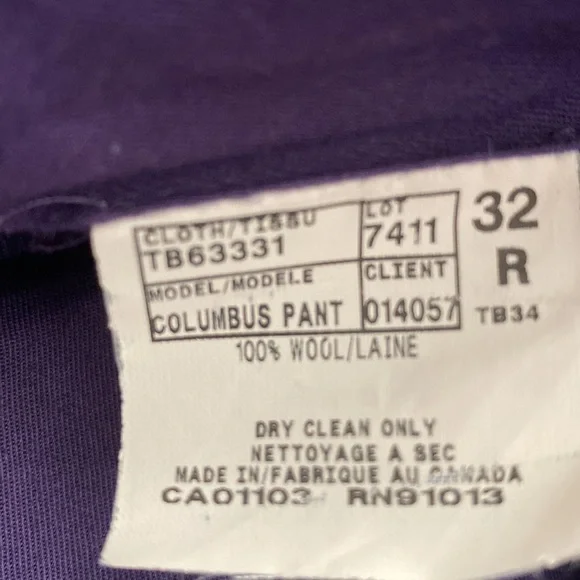 CLOTH/TISSU LOT 32
TB63331 7411
MODEL/MODELE CLIENT R
COLUMBUS PANT 014057 TB34
100% WOOL/LAINE
DRY CLEAN ONLY
NETTOYAGE A SEC
MADE IN/FABRIQUE AU CANADA
CA01103 RN91013